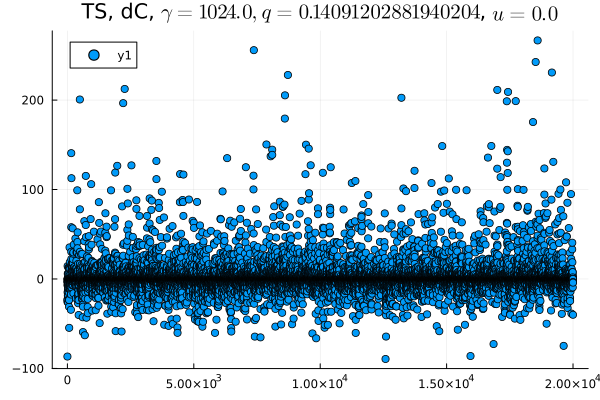 TS, dC, γ = 1024.0, q = 0.14091202881940204, u = 0.0
y1
200
100
0
−100
0 5.00×10³ 1.00×10⁴ 1.50×10⁴ 2.00×10⁴